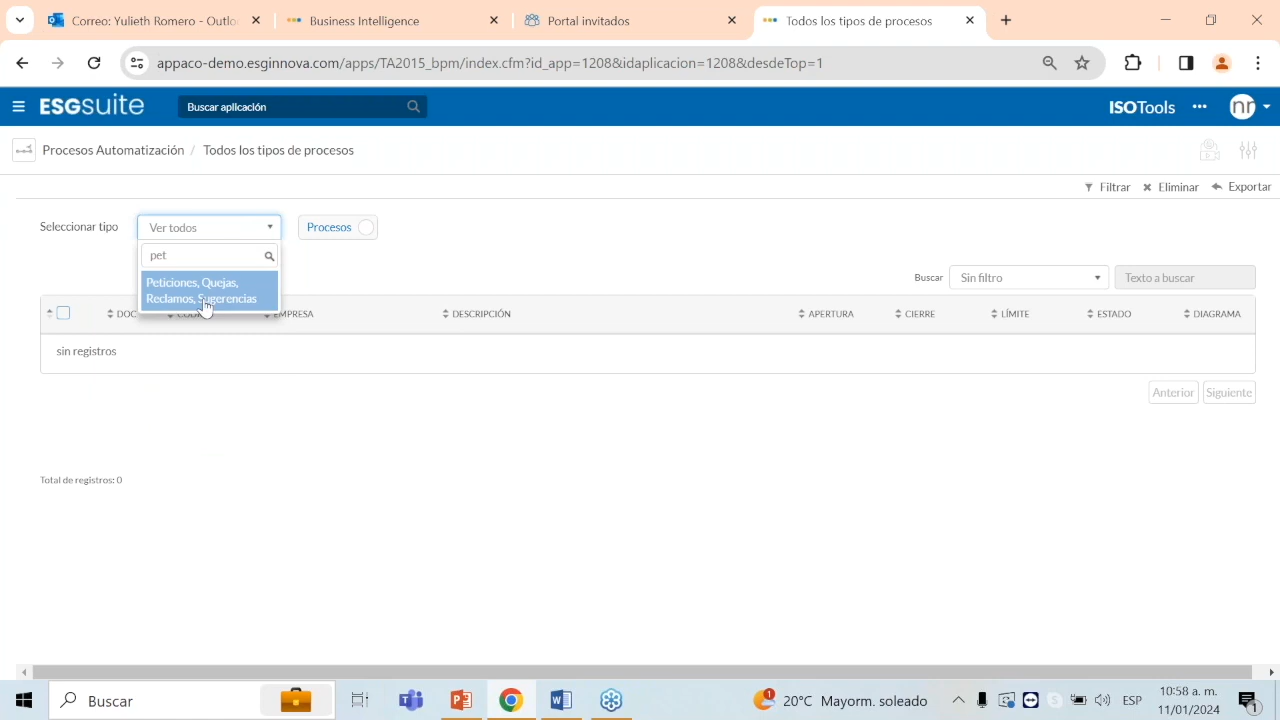 Correo: Yulieth Romero - Outlo
Business Intelligence
Portal invitados
Todos los tipos de procesos
appaco-demo.esginnova.com/apps/TA2015_bpm/index.cfm?id_app=1208&idaplicacion=1208&desdeTop=1
ESGSUITE
Buscar aplicación
ISOTools
nr
Procesos Automatización / Todos los tipos de procesos
Filtrar
Eliminar
Exportar
Seleccionar tipo
Ver todos
Procesos
pet
Peticiones, Quejas,
Reclamos, Sugerencias
Buscar
Sin filtro
Texto a buscar
EMPRESA
DESCRIPCIÓN
APERTURA
CIERRE
LÍMITE
ESTADO
DIAGRAMA
sin registros
Anterior
Siguiente
Total de registros: 0
Buscar
1
20°C Mayorm. soleado
ESP
10:58 a. m.
11/01/2024
1